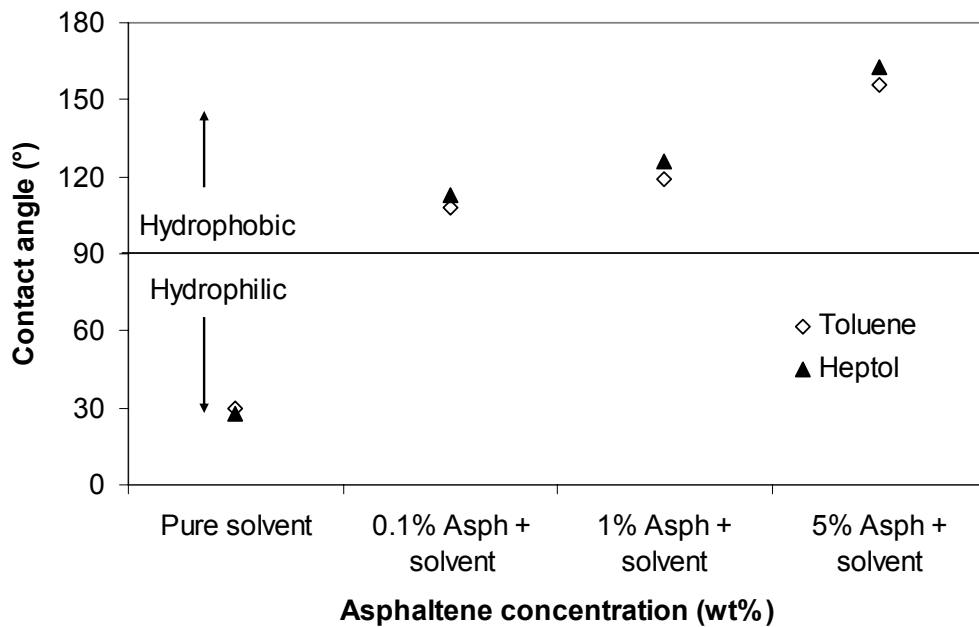 180
150
120
90
60
30
0
Contact angle (°)
Hydrophobic
Hydrophilic
Toluene
Heptol
Pure solvent
0.1% Asph +
solvent
1% Asph +
solvent
5% Asph +
solvent
Asphaltene concentration (wt%)